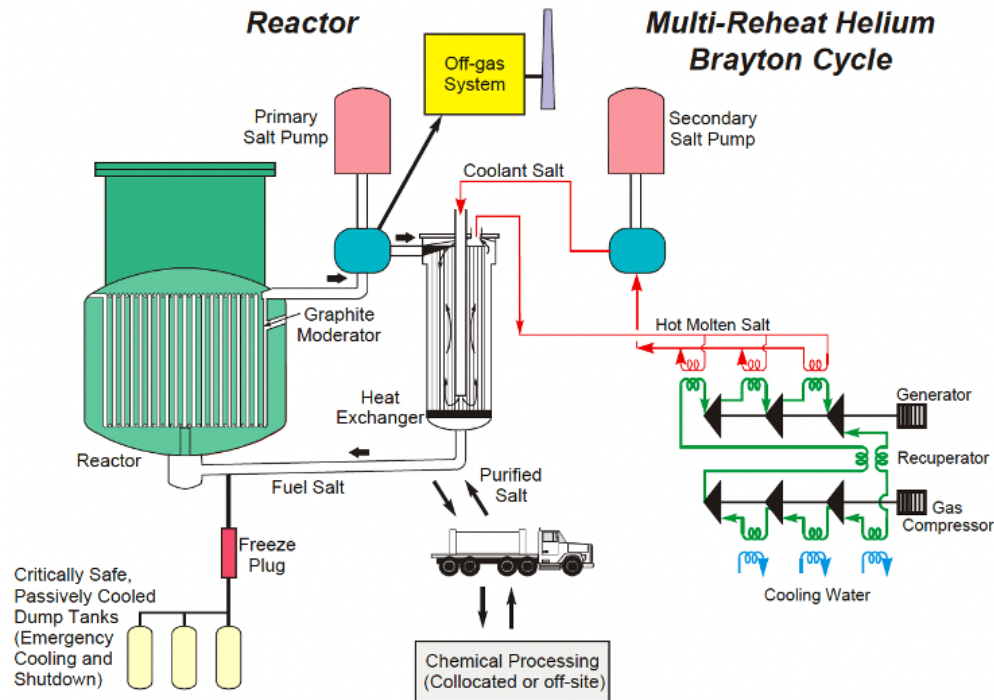 Reactor
Multi-Reheat Helium
Brayton Cycle
Off-gas
System
Primary
Salt Pump
Secondary
Salt Pump
Coolant Salt
Graphite
Moderator
Hot Molten Salt
Heat
Exchanger
Generator
Reactor
Recuperator
Fuel Salt
Purified
Salt
Gas
Compressor
Freeze
Plug
Critically Safe,
Passively Cooled
Dump Tanks
(Emergency
Cooling and
Shutdown)
Cooling Water
Chemical Processing
(Collocated or off-site)